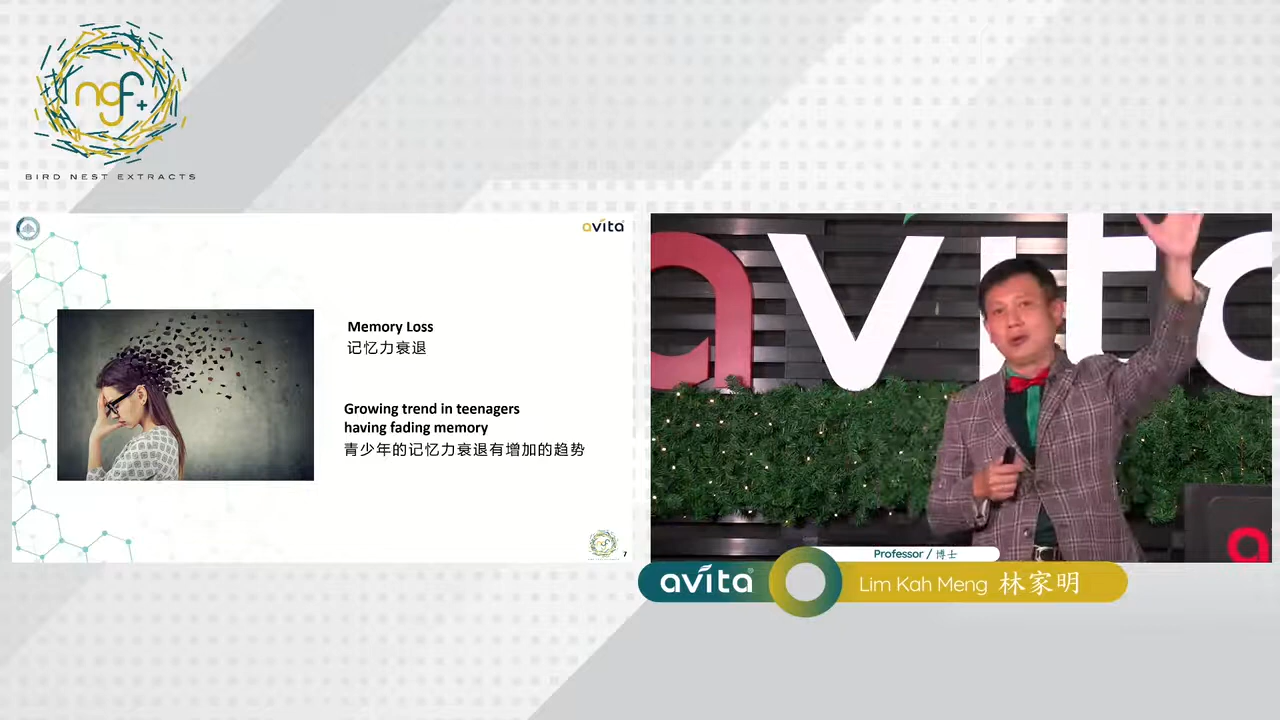 ngf+
BIRD NEST EXTRACTS
avita
Memory Loss
记忆力衰退
Growing trend in teenagers
having fading memory
青少年的记忆力衰退有增加的趋势
ngf
7
avita
a
Professor / 博士
avita
Lim Kah Meng 林家明